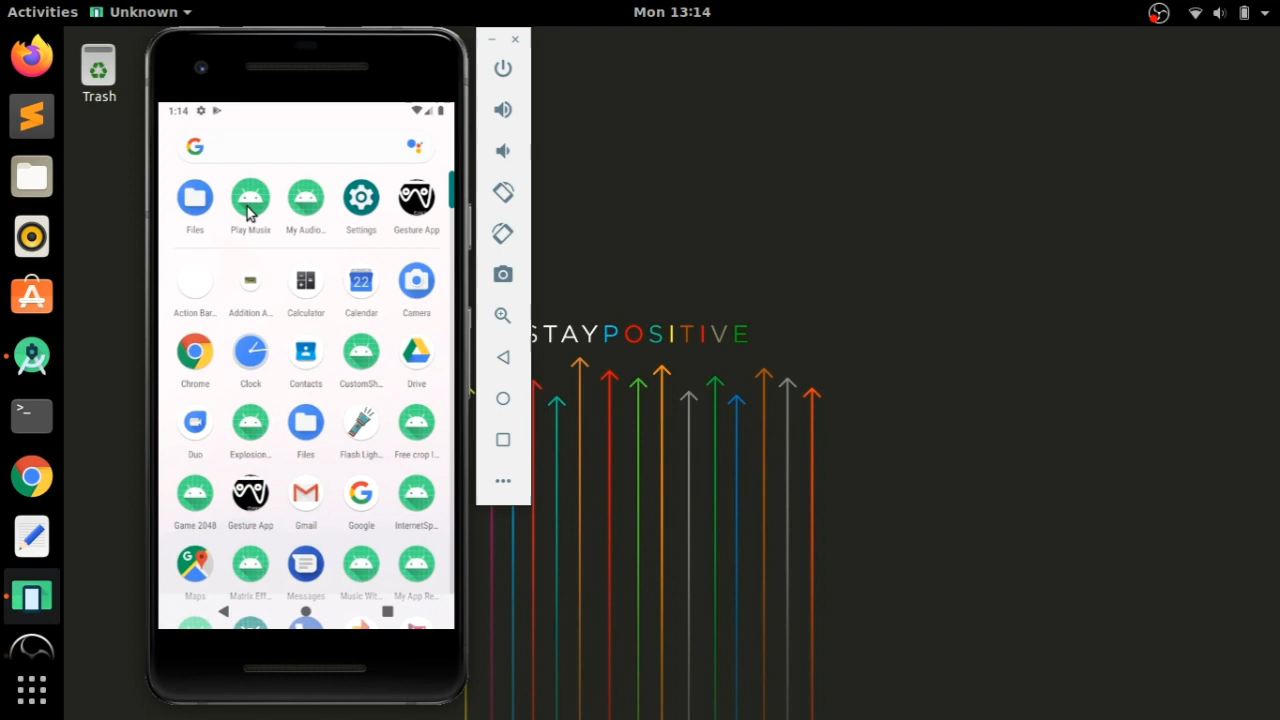 Activities Unknown Mon 13:14
Trash
1:14
Files Play Musix My Audio... Settings Gesture App
Action Bar... Addition A... Calculator Calendar Camera
Chrome Clock Contacts CustomSh... Drive
Duo Explosion... Files Flash Ligh... Free crop I...
Game 2048 Gesture App Gmail Google InternetSp...
Maps Matrix Eff... Messages Music Wit... My App Re...
STAYPOSITIVE